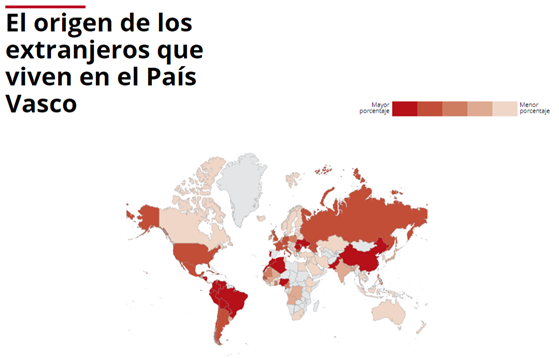 El origen de los
extranjeros que
viven en el País
Vasco
Mayor
porcentaje
Menor
porcentaje